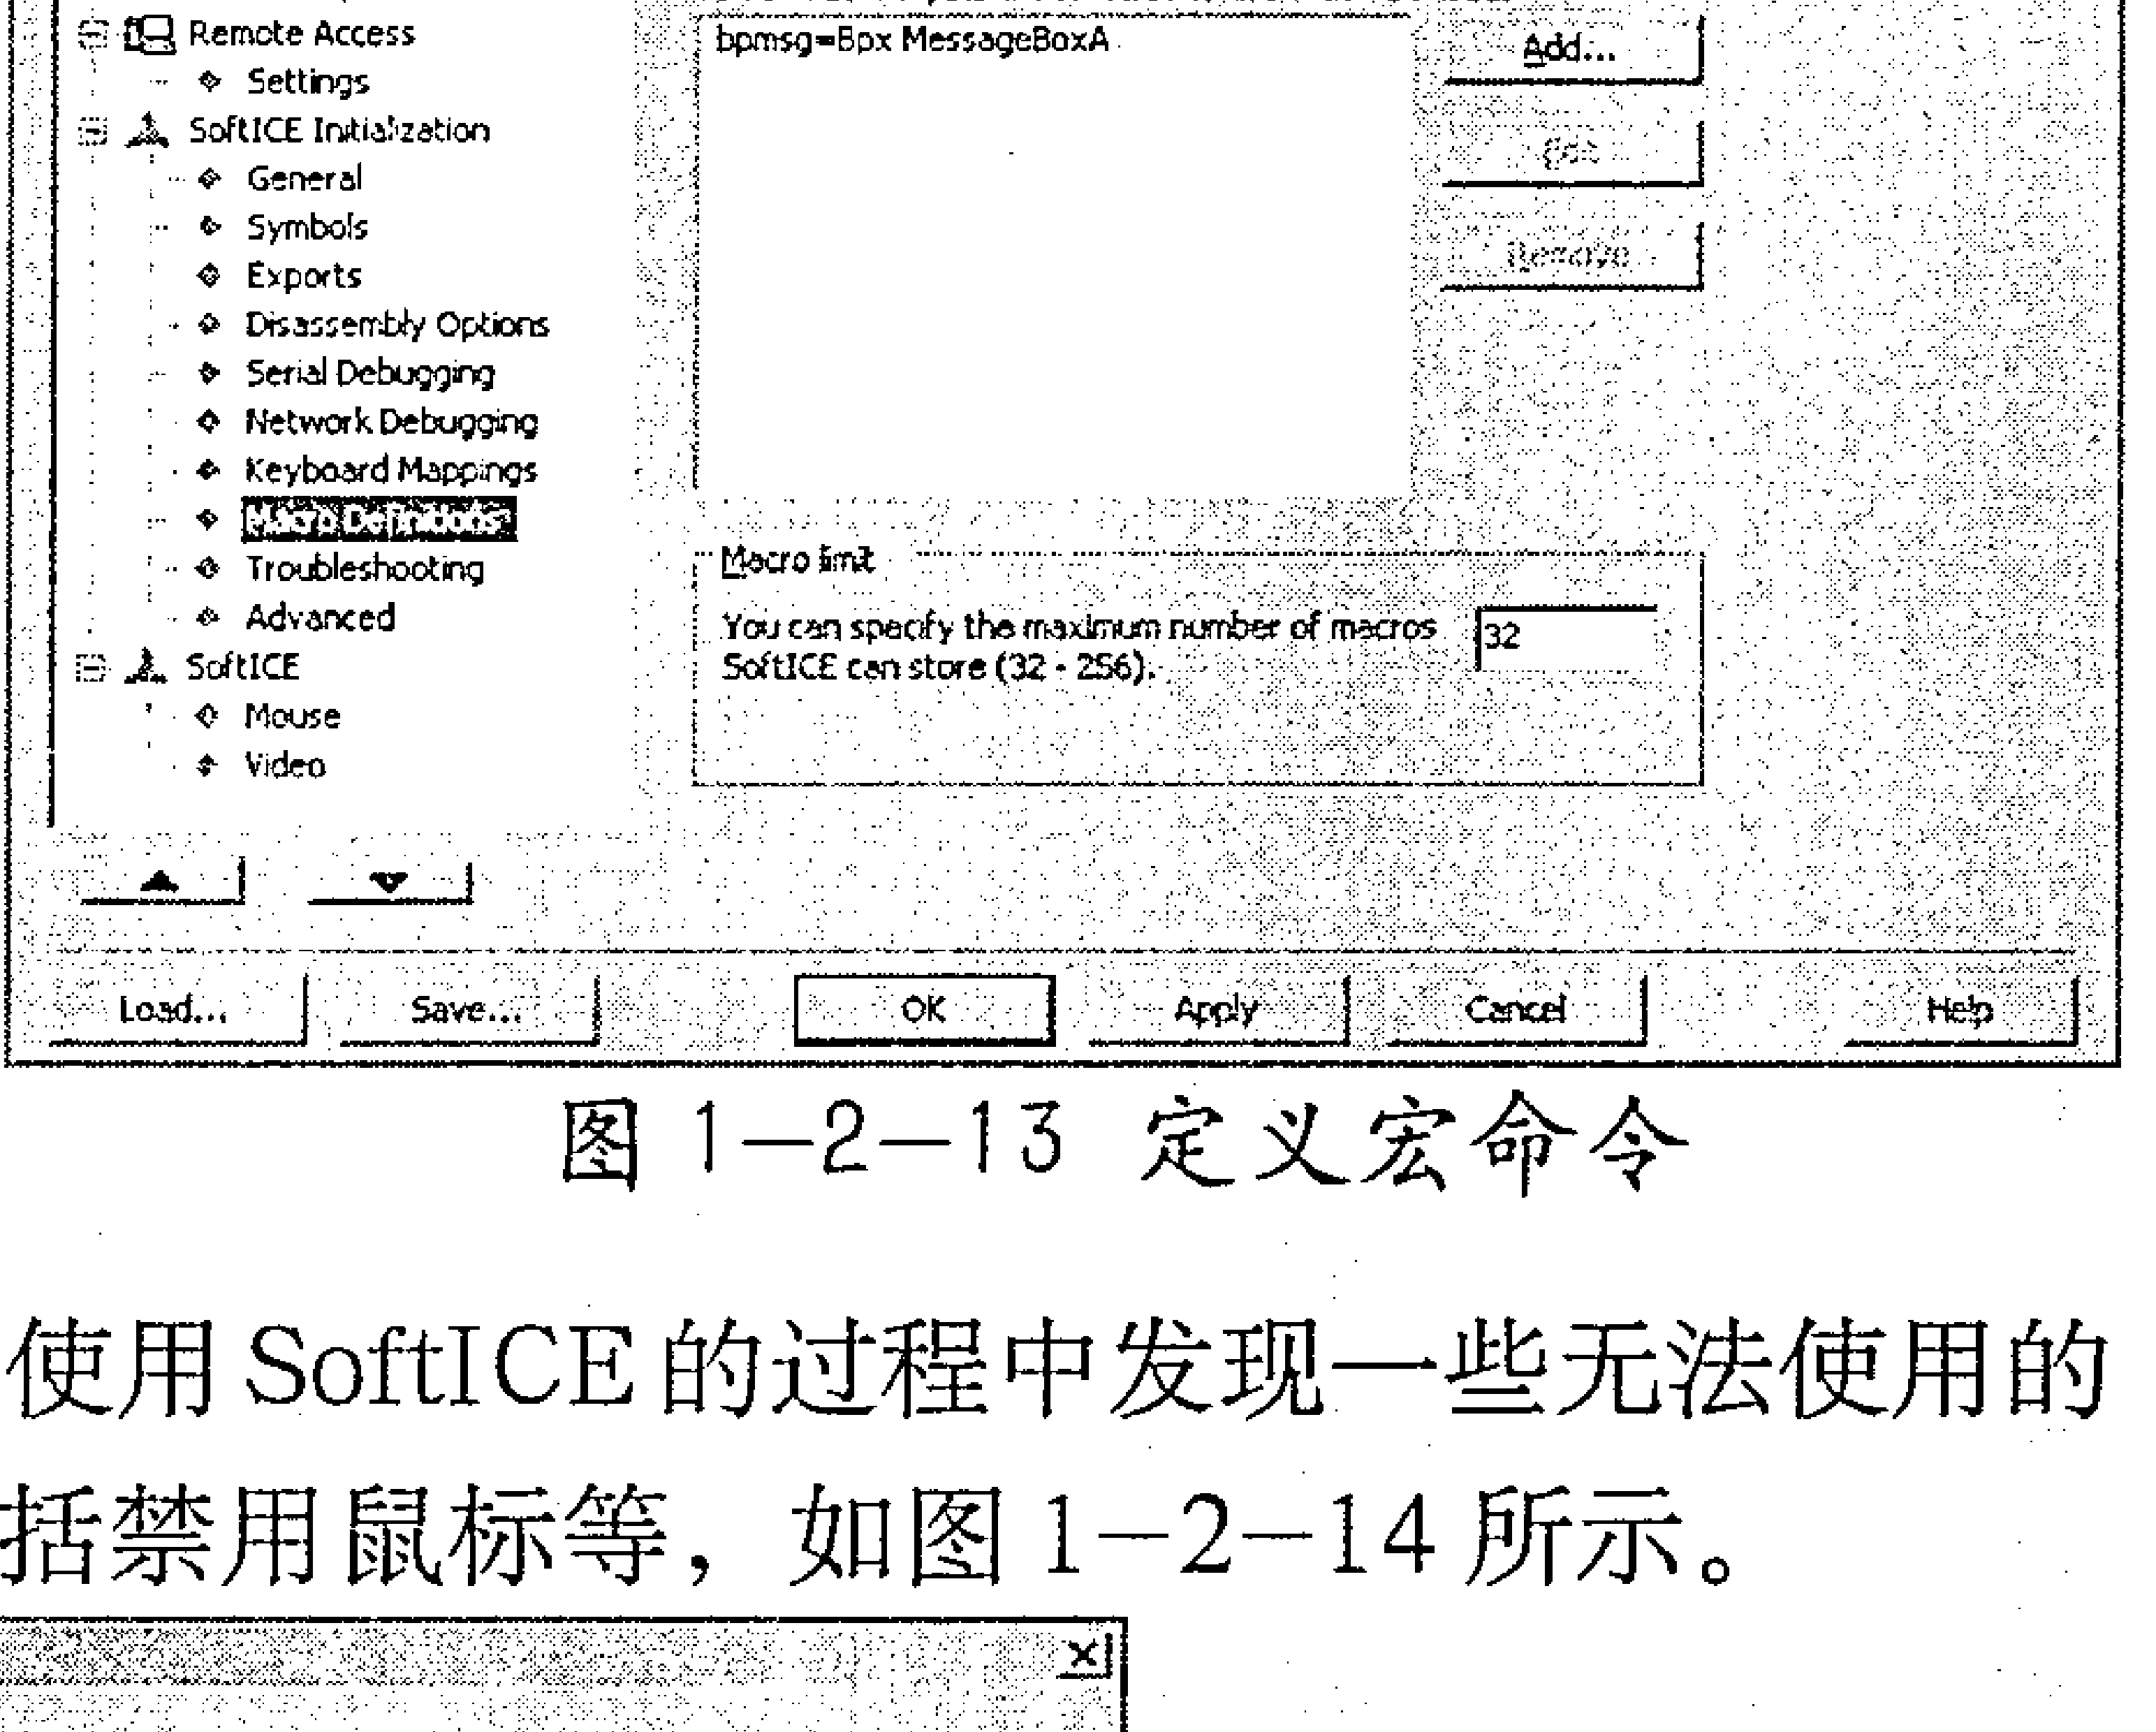 Remote Access
Settings
SoftICE Initialization
General
Symbols
Exports
Disassembly Options
Serial Debugging
Network Debugging
Keyboard Mappings
Macro Definitions
Troubleshooting
Advanced
SoftICE
Mouse
Video
bpmsg=Bpx MessageBoxA
Add...
Edit
Remove
Macro limit
You can specify the maximum number of macros
SoftICE can store (32 - 256).
32
Load...
Save...
OK
Apply
Cancel
Help
图 1-2-13 定义宏命令
使用 SoftICE 的过程中发现一些无法使用的
括禁用鼠标等，如图 1-2-14 所示。